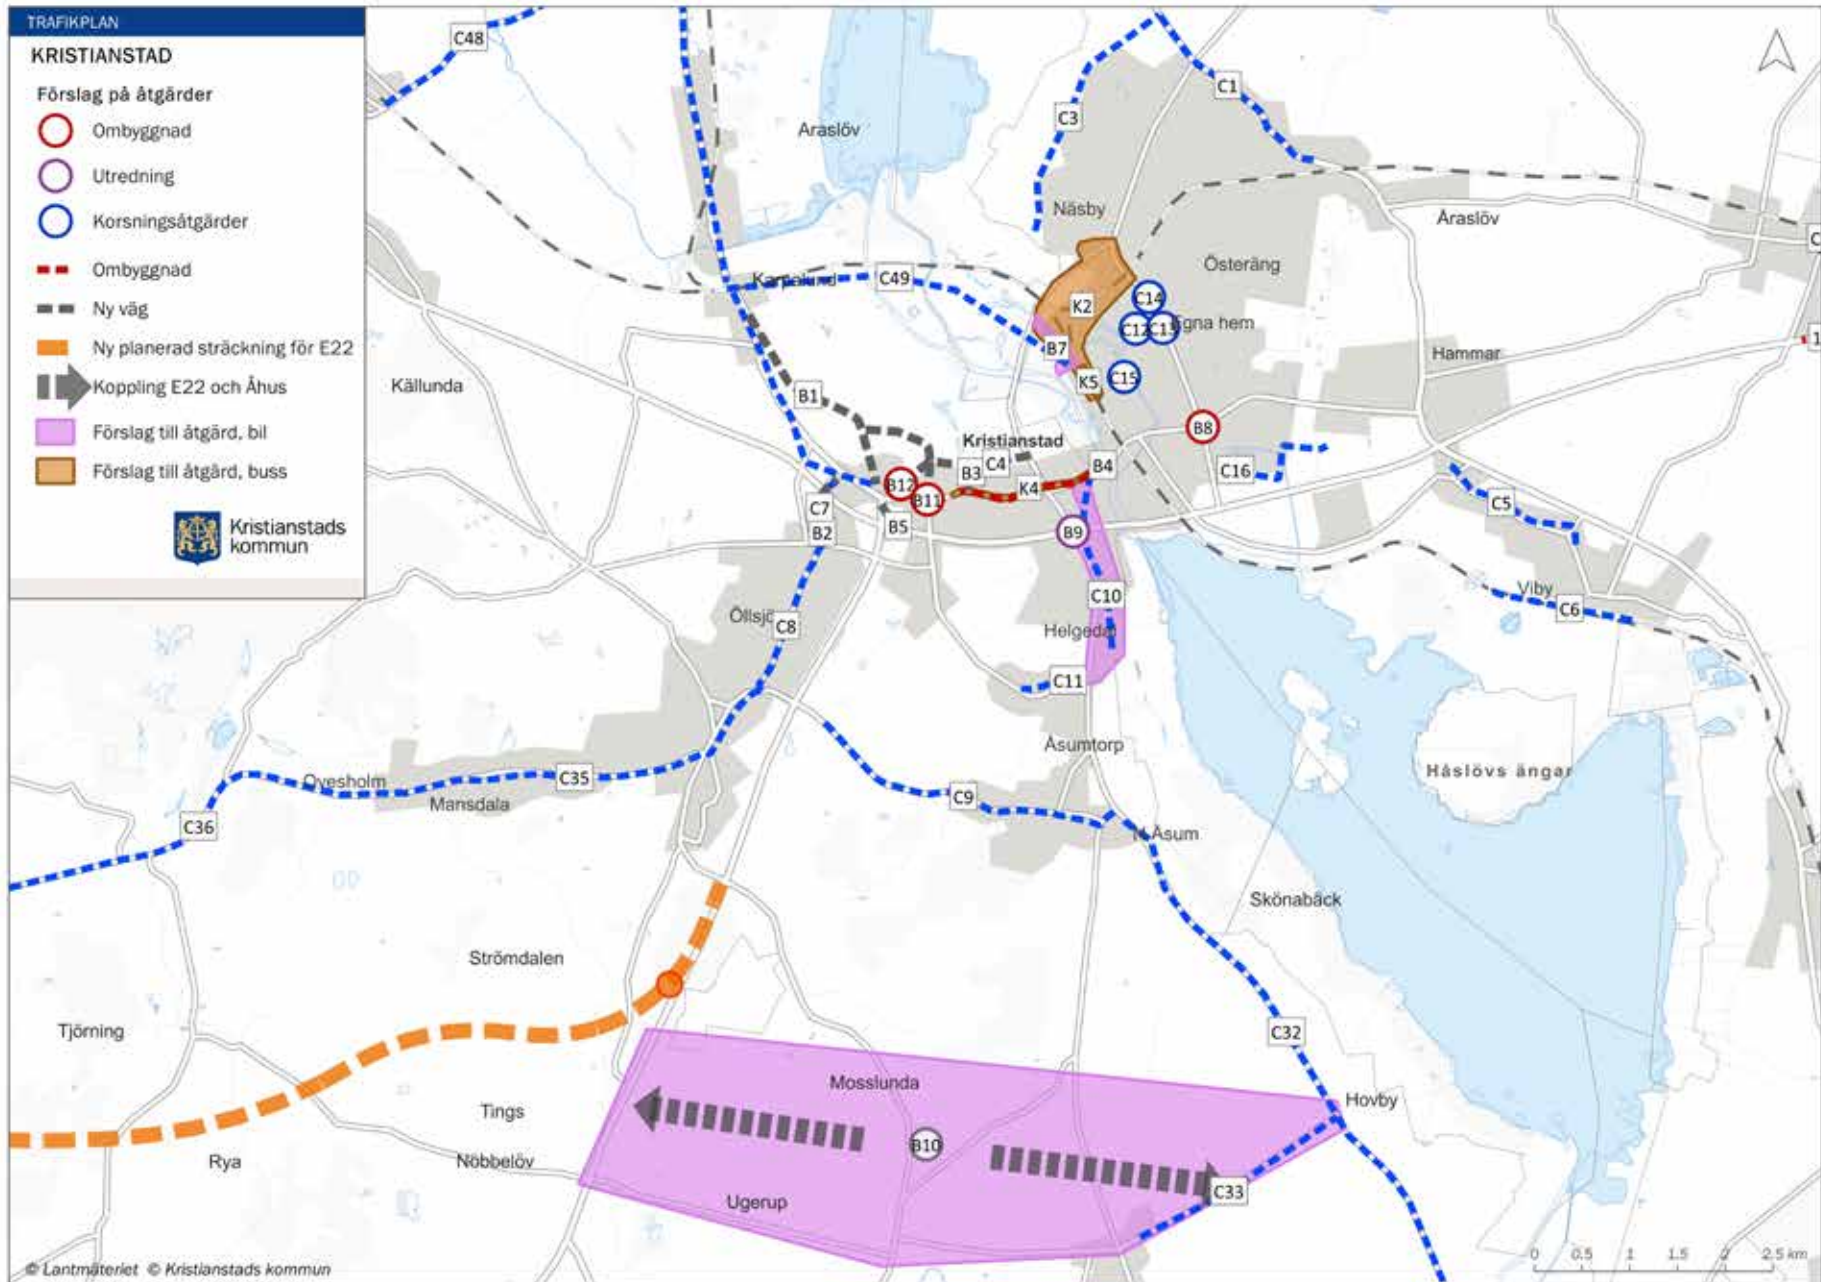 TRAFIKPLAN
KRISTIANSTAD
Förslag på åtgärder
Ombyggnad
Utredning
Korsningsåtgärder
Ombyggnad
Ny väg
Ny planerad sträckning för E22
Koppling E22 och Åhus
Förslag till åtgärd, bil
Förslag till åtgärd, buss
Kristianstads
kommun
C48
C1
C3
Araslöv
Näsby
Araslöv
C
Österäng
Karpalund
C49
K2
C14
C12
C13
Egna hem
B7
Hammar
1
Källunda
B1
K5
C15
B8
Kristianstad
B3
C4
B4
C16
B12
K4
B11
C7
C5
B5
B2
B9
Viby
C10
C6
Öllsjö
C8
Helgedal
C11
Åsumtorp
Håslövs ängar
Ovesholm
C35
Mansdala
C9
C36
N Åsum
Skönabäck
Strömdalen
Tjörning
C32
Mosslunda
Hovby
Tings
B10
Rya
Nöbbelöv
C33
Ugerup
0 0.5 1 1.5 2 2.5 km
© Lantmäteriet © Kristianstads kommun